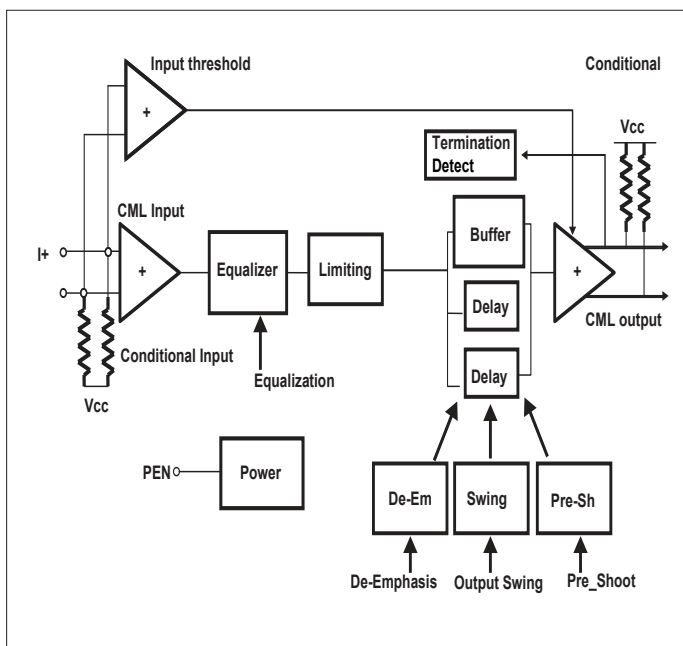 Input threshold
Conditional
+
Vcc
Termination
Detect
CML Input
Buffer
I+
+
Equalizer
Limiting
+
Delay
CML output
Conditional Input
Delay
Equalization
Vcc
PEN
Power
De-Em
Swing
Pre-Sh
De-Emphasis
Output Swing
Pre_Shoot